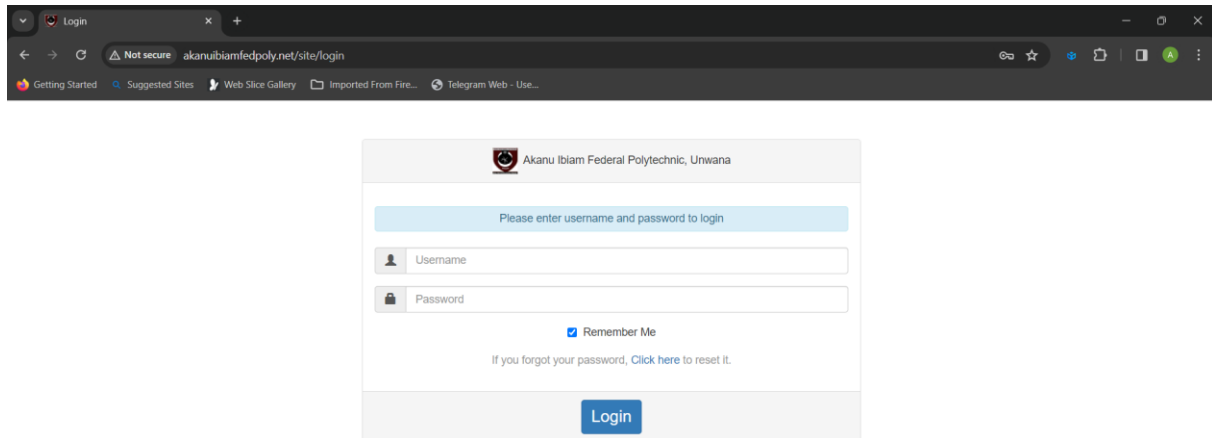 Login
Not secure akanuibiamfedpoly.net/site/login
A
Getting Started Suggested Sites Web Slice Gallery Imported From Fire... Telegram Web - Use...
Akanu Ibiam Federal Polytechnic, Unwana
Please enter username and password to login
Username
Password
Remember Me
If you forgot your password, Click here to reset it.
Login